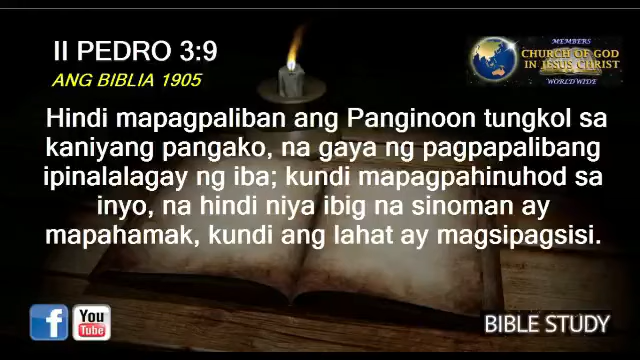 II PEDRO 3:9
ANG BIBLIA 1905
MEMBERS
CHURCH OF GOD
IN JESUS CHRIST
WORLD WIDE
Hindi mapagpaliban ang Panginoon tungkol sa
kaniyang pangako, na gaya ng pagpapalibang
ipinalalagay ng iba; kundi mapagpahinuhod sa
inyo, na hindi niya ibig na sinoman ay
mapahamak, kundi ang lahat ay magsipagsisi.
f
You
Tube
BIBLE STUDY